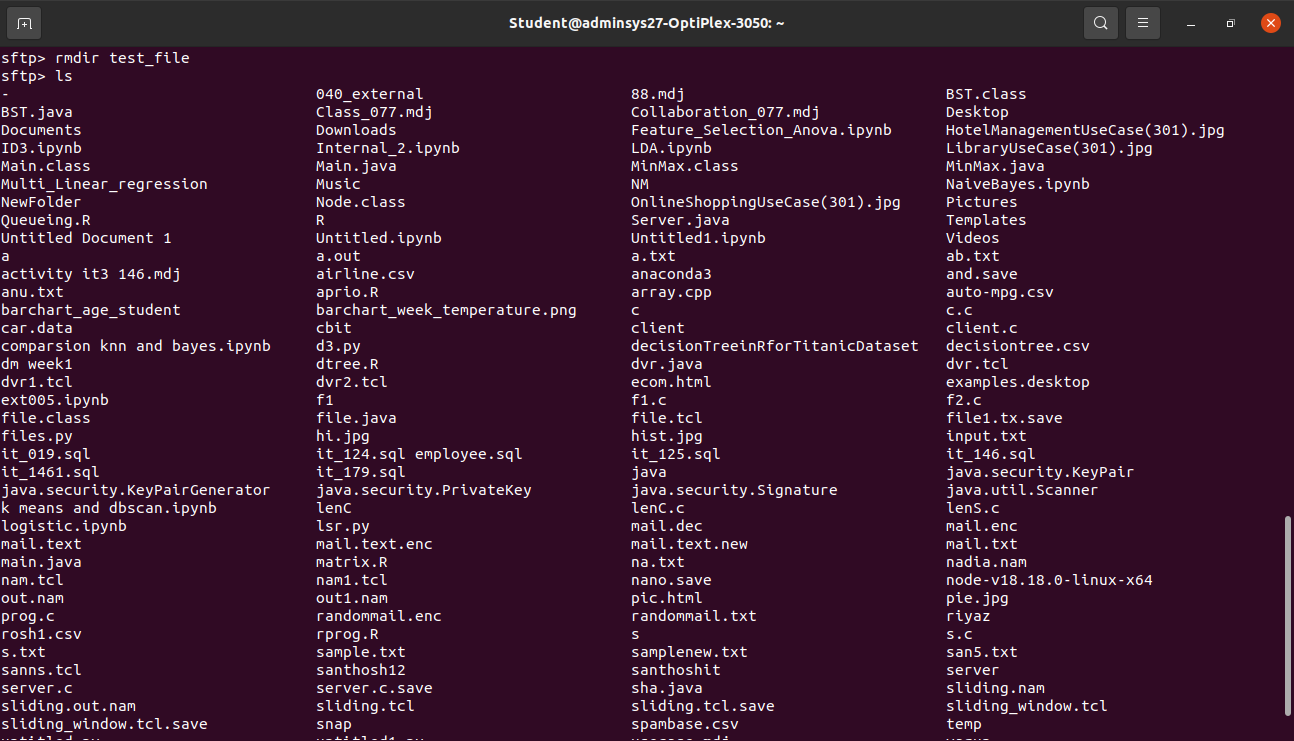 Student@adminsys27-OptiPlex-3050: ~
sftp> rmdir test_file
sftp> ls
- 040_external 88.mdj BST.class
BST.java Class_077.mdj Collaboration_077.mdj Desktop
Documents Downloads Feature_Selection_Anova.ipynb HotelManagementUseCase(301).jpg
ID3.ipynb Internal_2.ipynb LDA.ipynb LibraryUseCase(301).jpg
Main.class Main.java MinMax.class MinMax.java
Multi_Linear_regression Music NM NaiveBayes.ipynb
NewFolder Node.class OnlineShoppingUseCase(301).jpg Pictures
Queueing.R R Server.java Templates
Untitled Document 1 Untitled.ipynb Untitled1.ipynb Videos
a a.out a.txt ab.txt
activity it3 146.mdj airline.csv anaconda3 and.save
anu.txt aprio.R array.cpp auto-mpg.csv
barchart_age_student barchart_week_temperature.png c c.c
car.data cbit client client.c
comparsion knn and bayes.ipynb d3.py decisionTreeinRforTitanicDataset decisiontree.csv
dm week1 dtree.R dvr.java dvr.tcl
dvr1.tcl dvr2.tcl ecom.html examples.desktop
ext005.ipynb f1 f1.c f2.c
file.class file.java file.tcl file1.tx.save
files.py hi.jpg hist.jpg input.txt
it_019.sql it_124.sql employee.sql it_125.sql it_146.sql
it_1461.sql it_179.sql java java.security.KeyPair
java.security.KeyPairGenerator java.security.PrivateKey java.security.Signature java.util.Scanner
k means and dbscan.ipynb lenC lenC.c lenS.c
logistic.ipynb lsr.py mail.dec mail.enc
mail.text mail.text.enc mail.text.new mail.txt
main.java matrix.R na.txt nadia.nam
nam.tcl nam1.tcl nano.save node-v18.18.0-linux-x64
out.nam out1.nam pic.html pie.jpg
prog.c randommail.enc randommail.txt riyaz
rosh1.csv rprog.R s s.c
s.txt sample.txt samplenew.txt san5.txt
sanns.tcl santhosh12 santhoshit server
server.c server.c.save sha.java sliding.nam
sliding.out.nam sliding.tcl sliding.tcl.save sliding_window.tcl
sliding_window.tcl.save snap spambase.csv temp